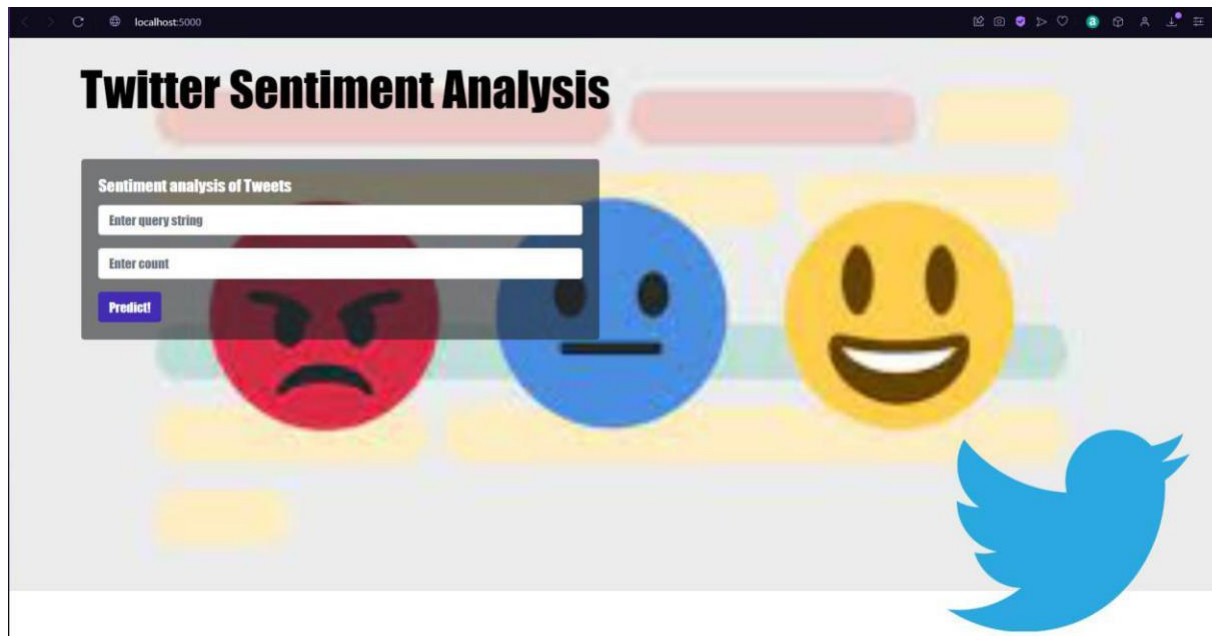 localhost:5000
Twitter Sentiment Analysis
Sentiment analysis of Tweets
Enter query string
Enter count
Predict!